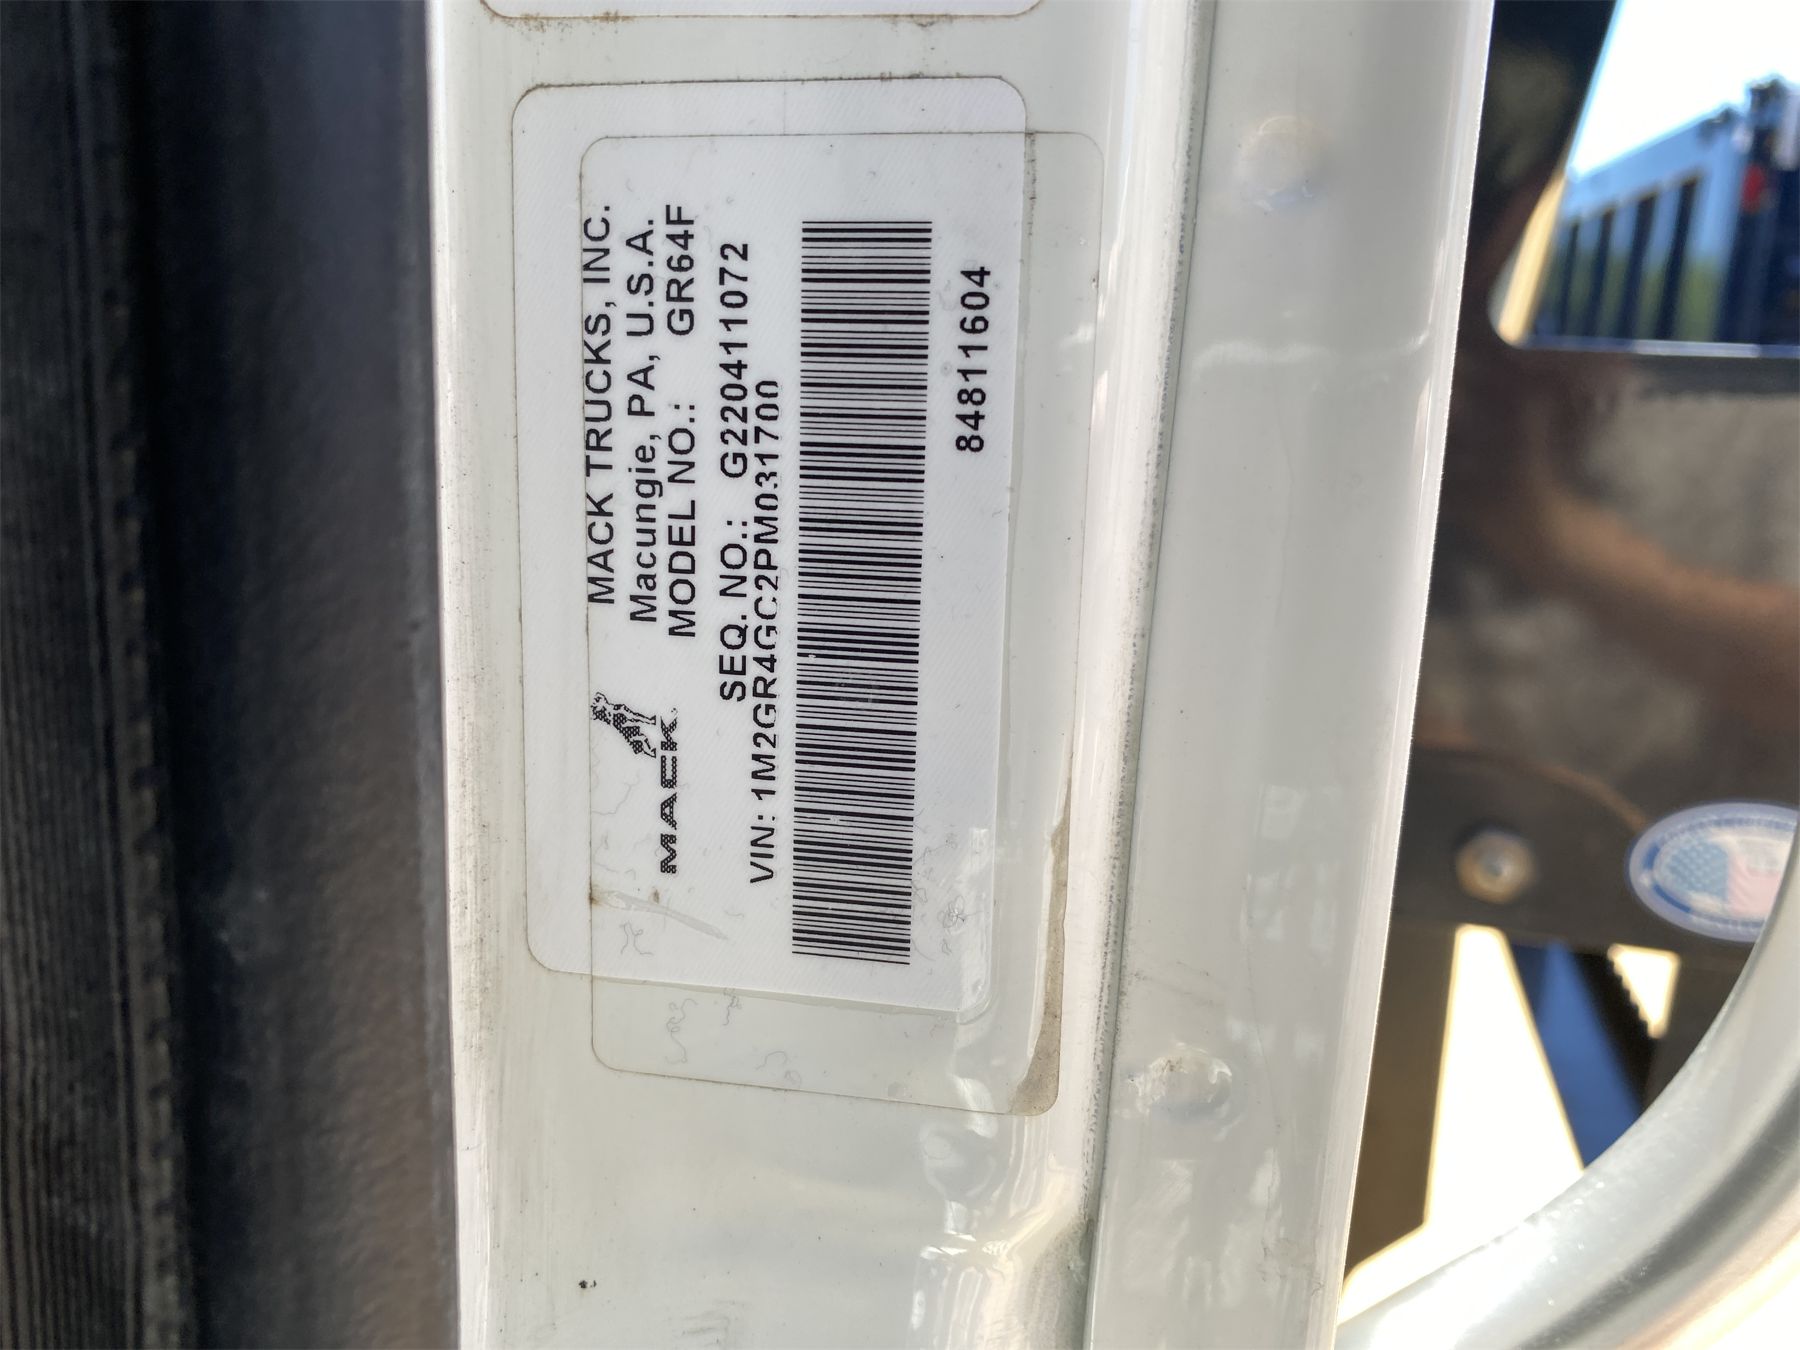 MACK TRUCKS, INC.
Macungie, PA, U.S.A.
MODEL NO.: GR64F
MACK
SEQ. NO.: G220411072
VIN: 1M2GR4GC2PM031700
84811604